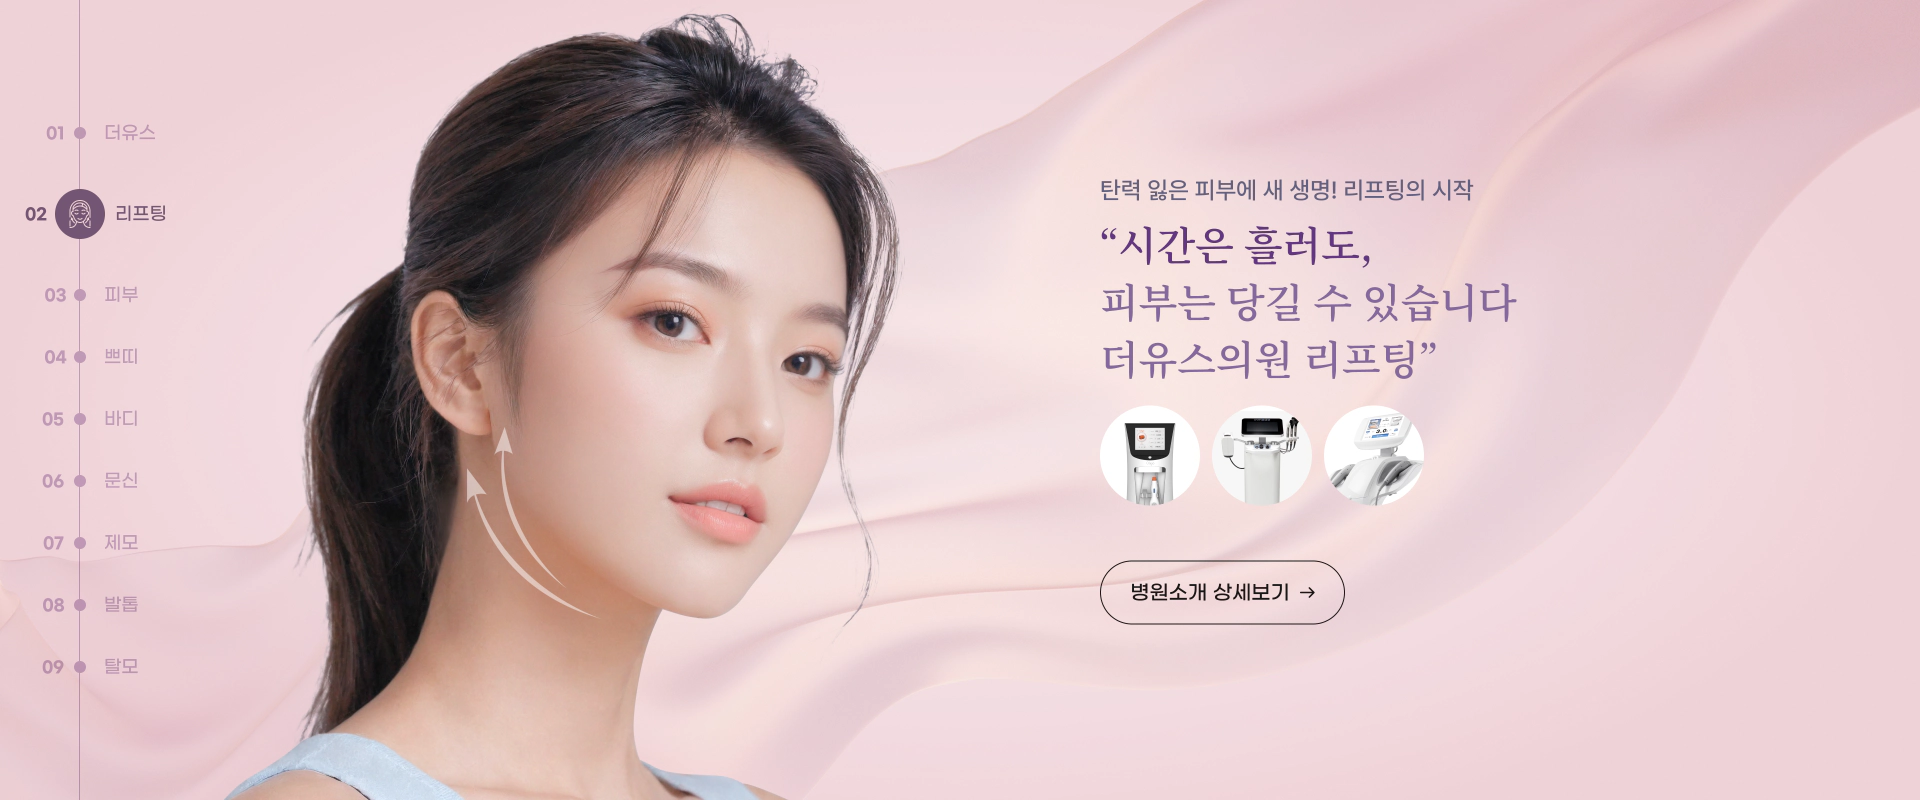 01 더유스
02 리프팅
03 피부
04 쁘띠
05 바디
06 문신
07 제모
08 발톱
09 탈모
탄력 잃은 피부에 새 생명! 리프팅의 시작
“시간은 흘러도,
피부는 당길 수 있습니다
더유스의원 리프팅”
병원소개 상세보기 →